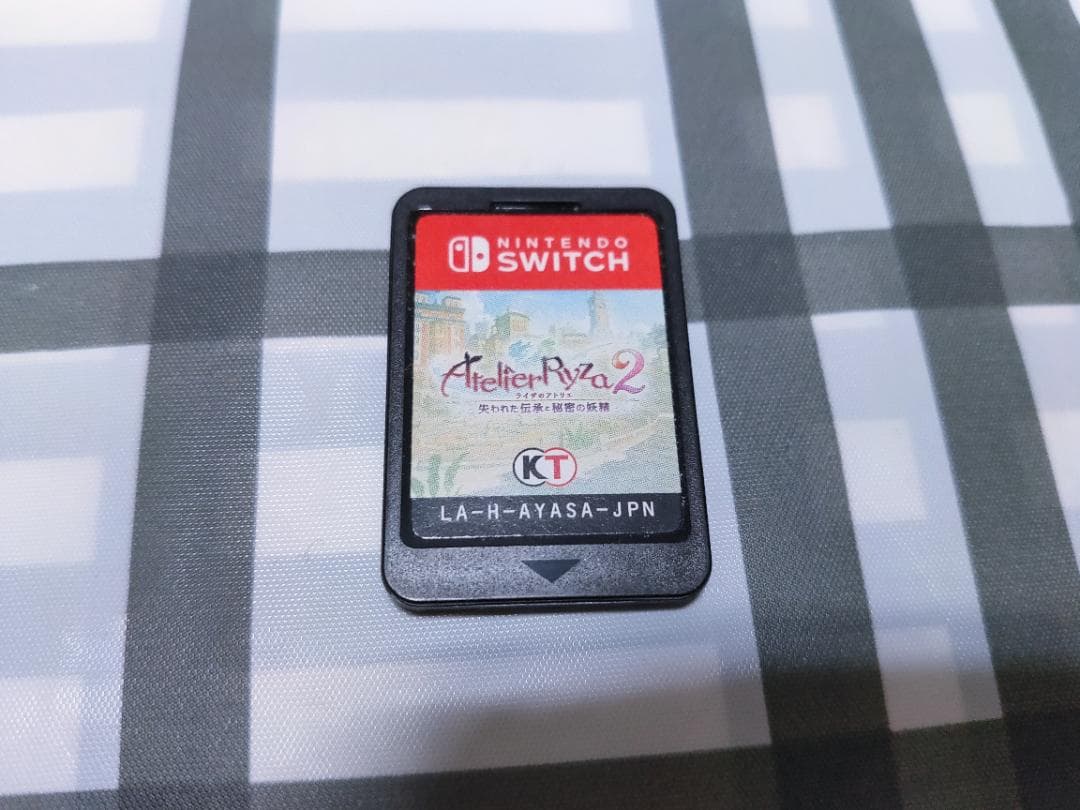 NINTENDO
SWITCH
AtelierRyza2
ライザのアトリエ
失われた伝承と秘密の妖精
KT
LA-H-AYASA-JPN